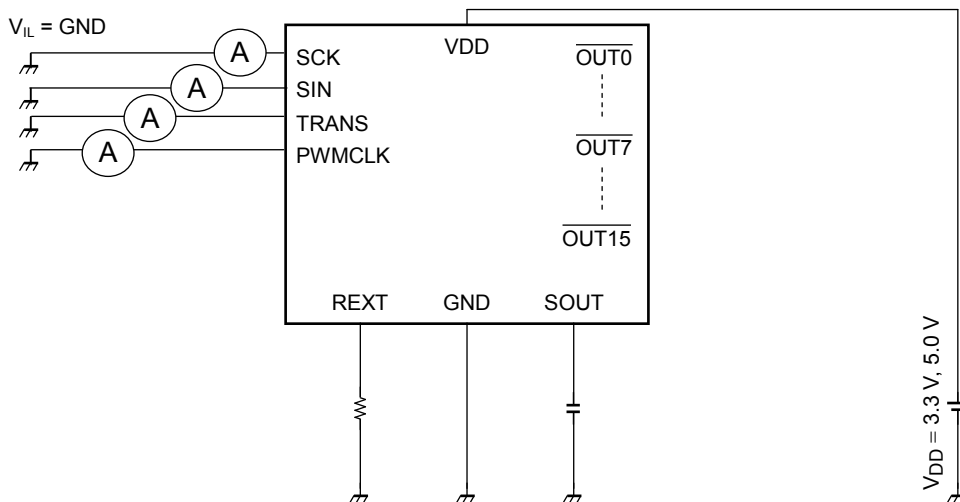 V_IL = GND
A
A
A
A
SCK
SIN
TRANS
PWMCLK
VDD
OUT0
OUT7
OUT15
REXT GND SOUT
V_DD = 3.3 V, 5.0 V